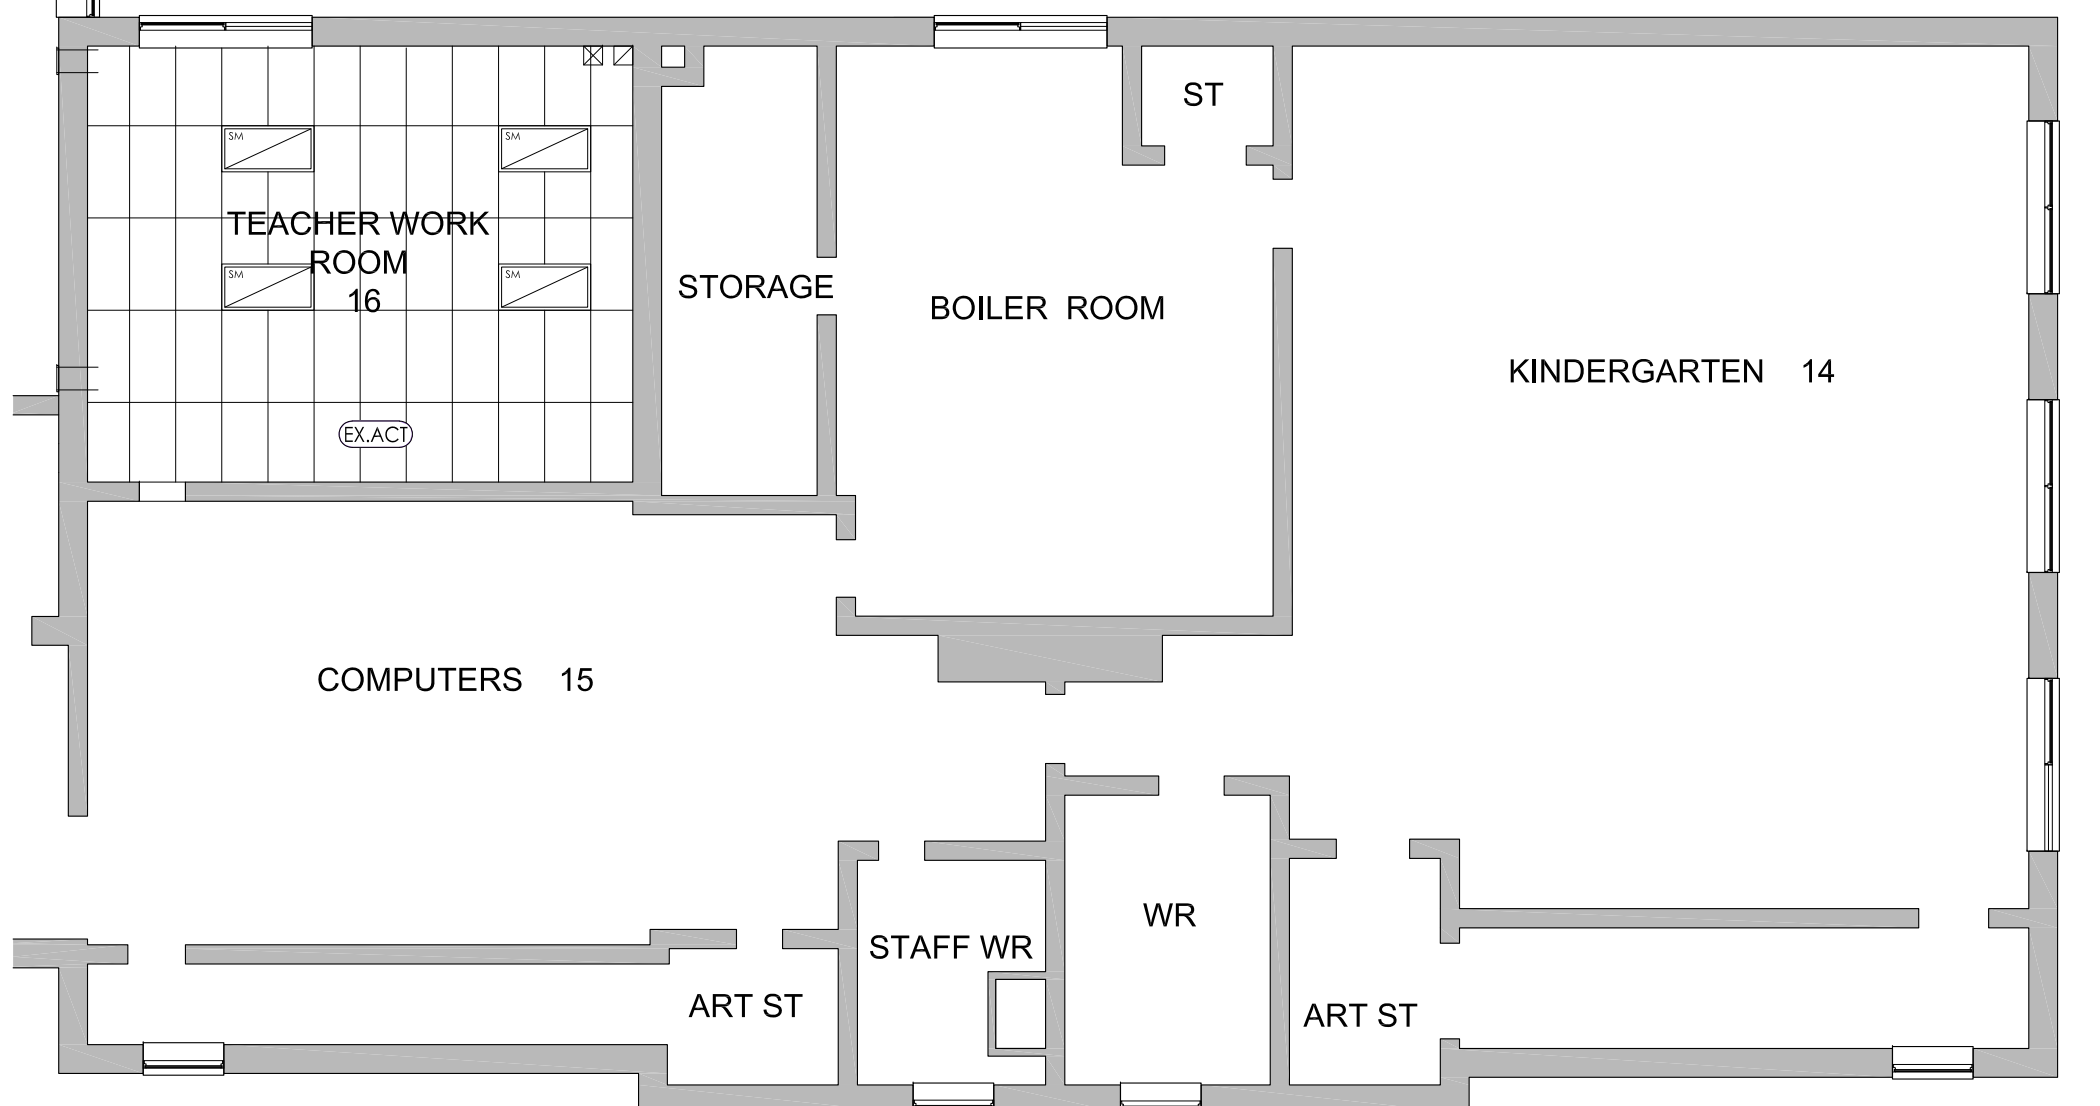 ST
SM
SM
TEACHER WORK
ROOM
16
SM
SM
STORAGE
BOILER ROOM
KINDERGARTEN 14
EX.ACT
COMPUTERS 15
WR
STAFF WR
ART ST
ART ST